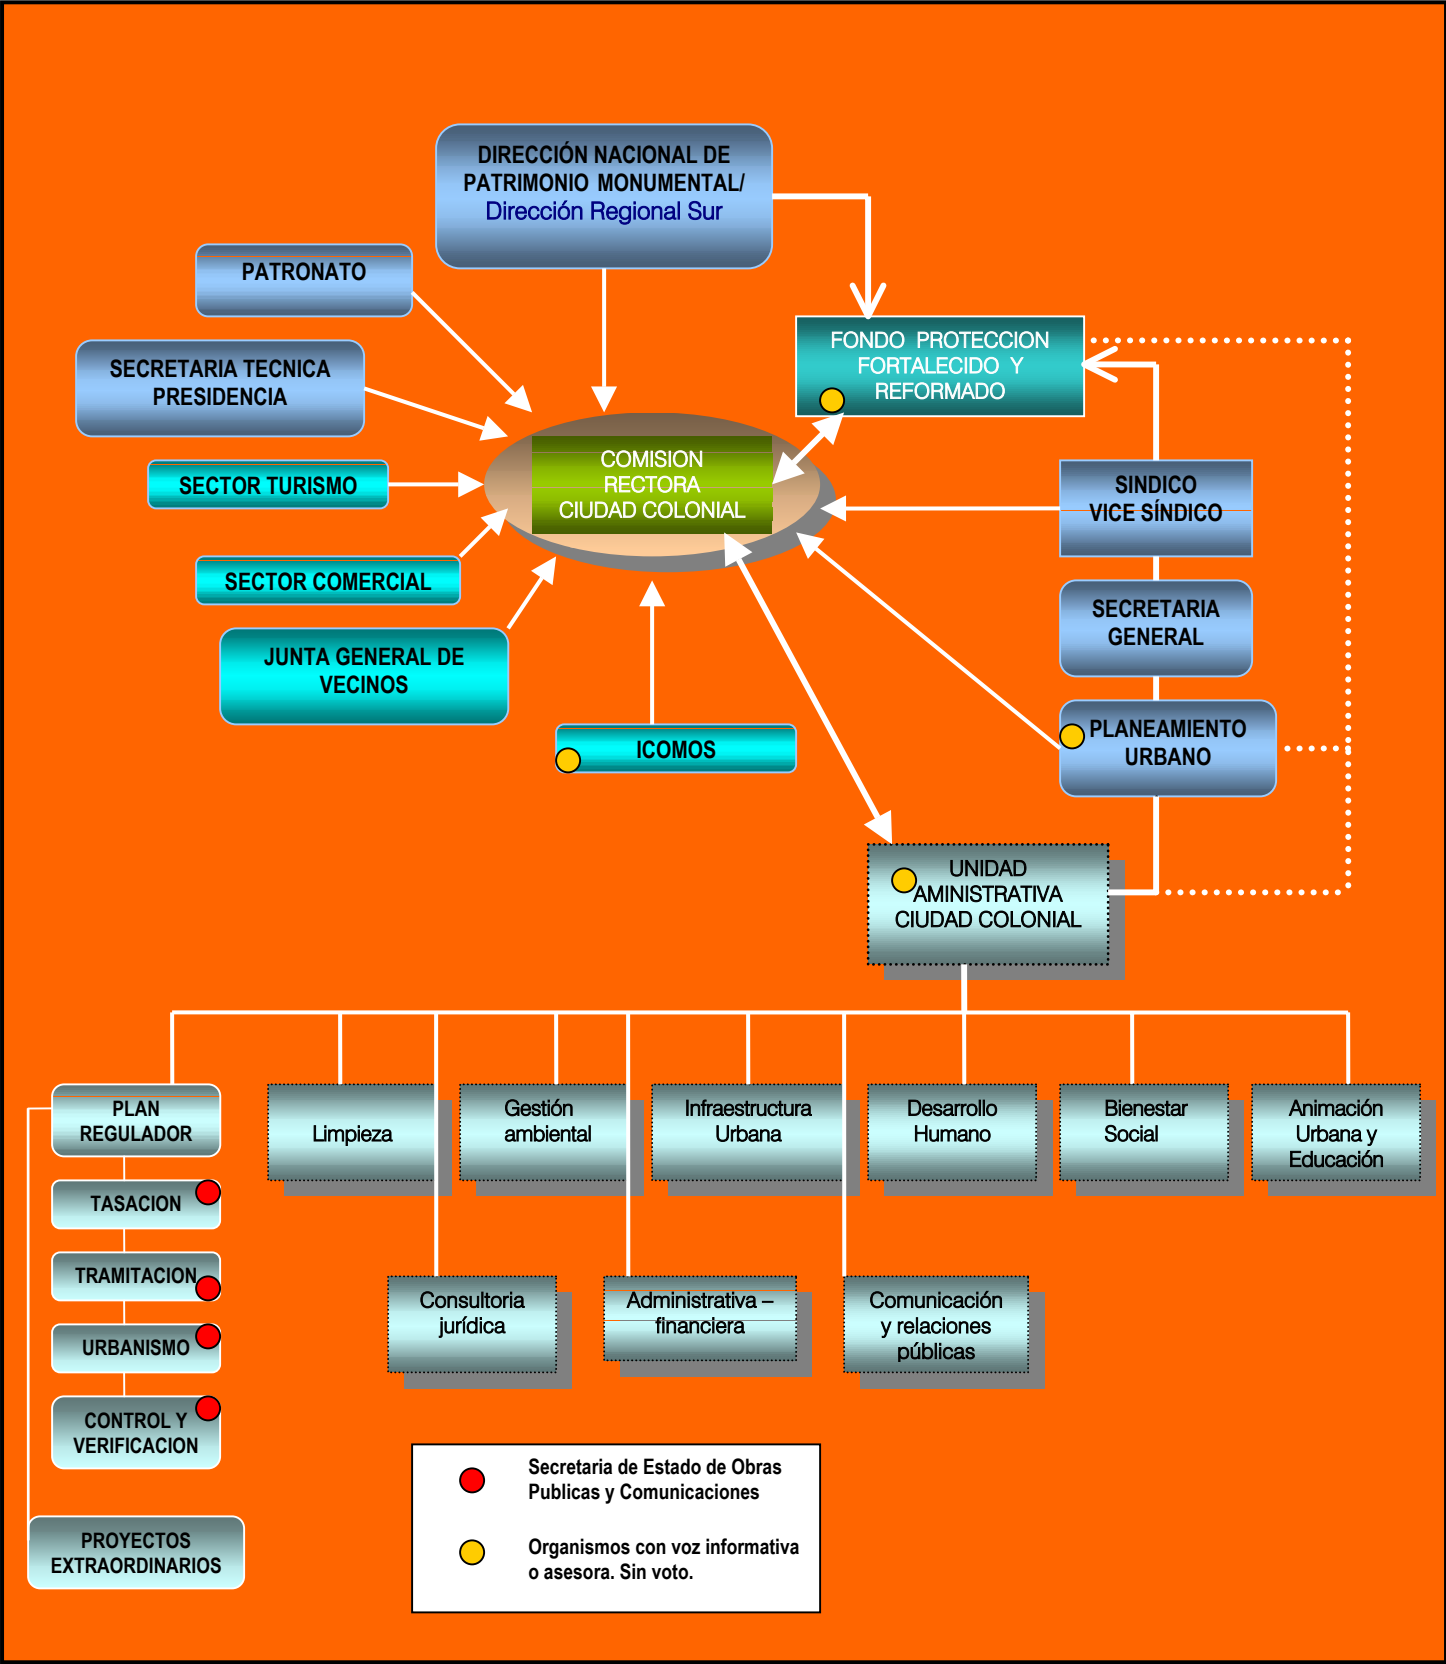 DIRECCIÓN NACIONAL DE
PATRIMONIO MONUMENTAL/
Dirección Regional Sur
PATRONATO
SECRETARIA TECNICA
PRESIDENCIA
FONDO PROTECCION
FORTALECIDO Y
REFORMADO
SECTOR TURISMO
COMISION
RECTORA
CIUDAD COLONIAL
SINDICO
VICE SÍNDICO
SECTOR COMERCIAL
SECRETARIA
GENERAL
JUNTA GENERAL DE
VECINOS
ICOMOS
PLANEAMIENTO
URBANO
UNIDAD
AMINISTRATIVA
CIUDAD COLONIAL
PLAN
REGULADOR
Limpieza
Gestión
ambiental
Infraestructura
Urbana
Desarrollo
Humano
Bienestar
Social
Animación
Urbana y
Educación
TASACION
TRAMITACION
URBANISMO
CONTROL Y
VERIFICACION
PROYECTOS
EXTRAORDINARIOS
Consultoria
jurídica
Administrativa –
financiera
Comunicación
y relaciones
públicas
Secretaria de Estado de Obras
Publicas y Comunicaciones
Organismos con voz informativa
o asesora. Sin voto.